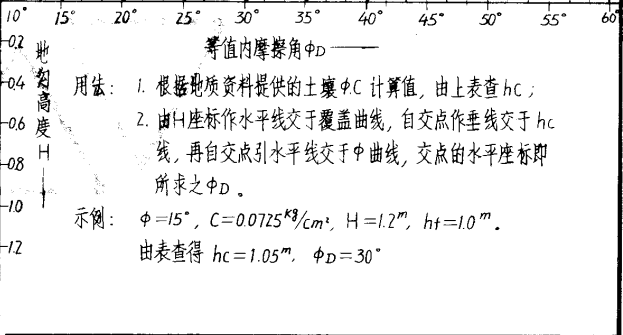 10° 15° 20° 25° 30° 35° 40° 45° 50° 55° 60°
等值内摩擦角ΦD
0.2
0.4
0.6
0.8
1.0
1.2
高度H
用法: 1. 根据地质资料提供的土壤ΦC计算值, 由上表查hc;
2. 由H座标作水平线交于覆盖曲线, 自交点作垂线交于hc
线, 再自交点引水平线交于Φ曲线, 交点的水平座标即
所求之ΦD。
示例: Φ=15°, C=0.0725kg/cm², H=1.2m, ht=1.0m.
由表查得 hc=1.05m, ΦD=30°